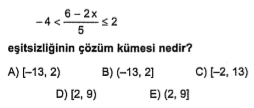 -4 < (6 - 2x)/5 ≤ 2
eşitsizliğinin çözüm kümesi nedir?
A) [–13, 2) B) (–13, 2] C) [–2, 13)
D) [2, 9) E) (2, 9]